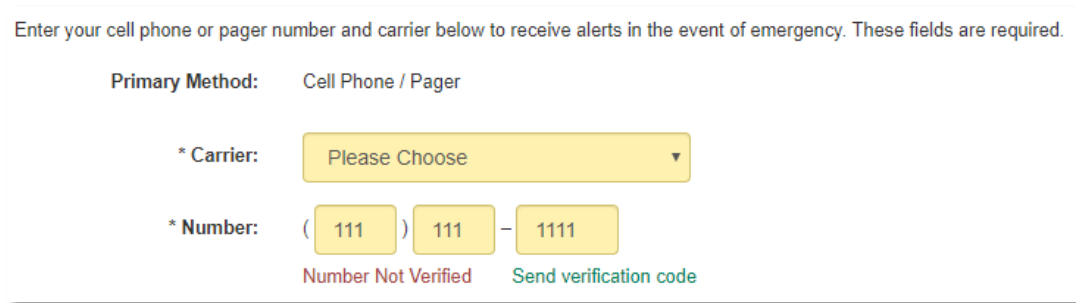 Enter your cell phone or pager number and carrier below to receive alerts in the event of emergency. These fields are required.
Primary Method: Cell Phone / Pager
* Carrier: Please Choose
* Number: ( 111 ) 111 – 1111
Number Not Verified Send verification code